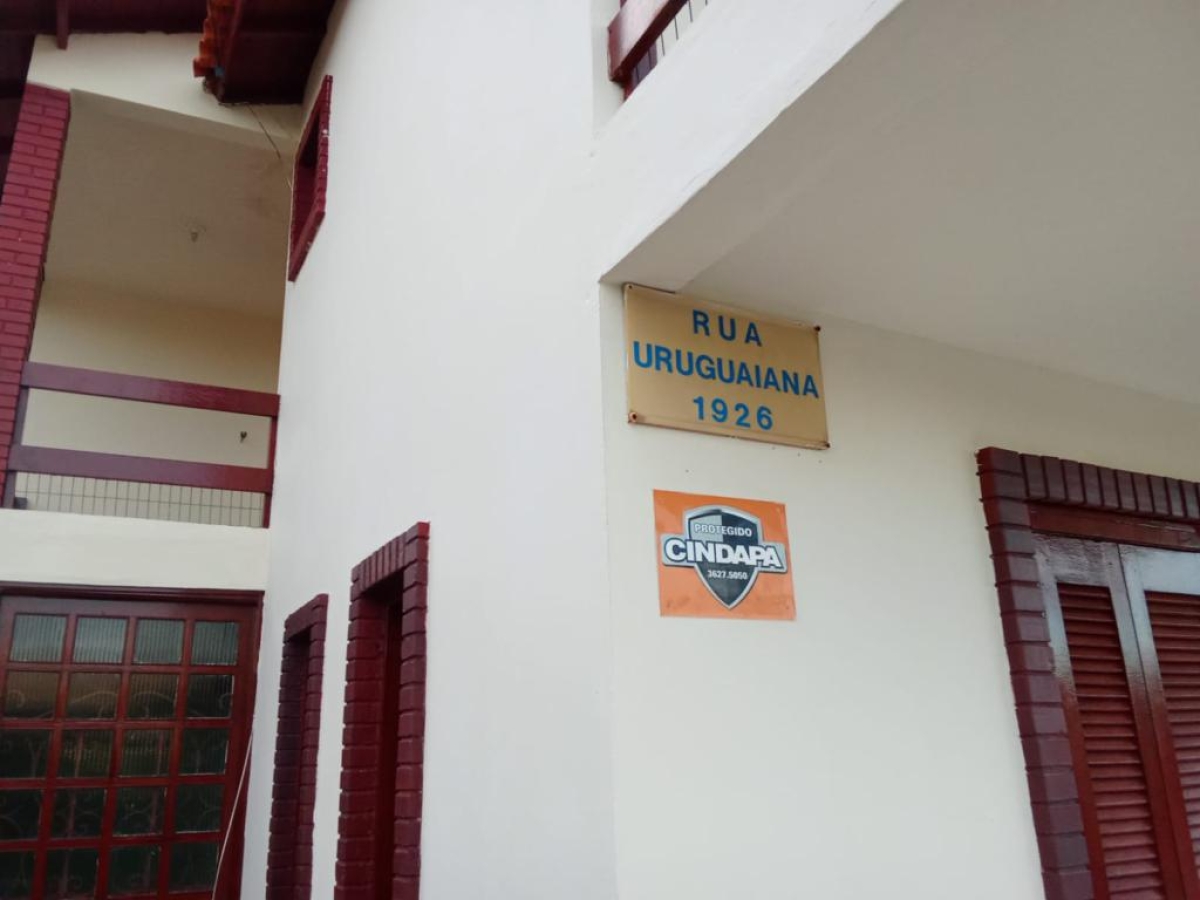 RUA
URUGUAIANA
1926
PROTEGIDO
CINDAPA
3627.5050